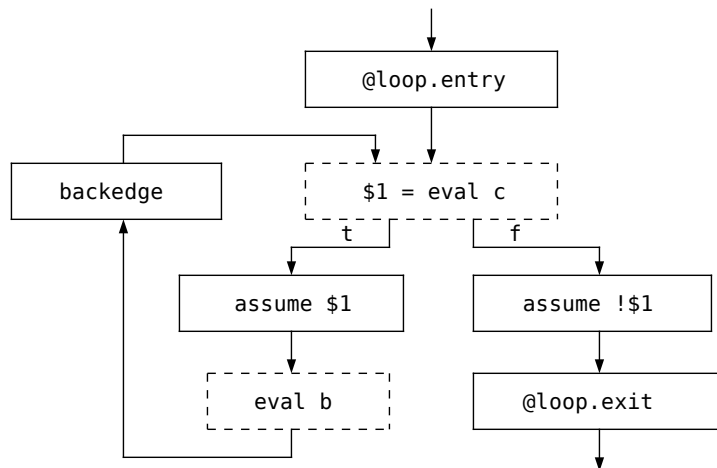 @loop.entry
backedge
$1 = eval c
t
f
assume $1
assume !$1
eval b
@loop.exit